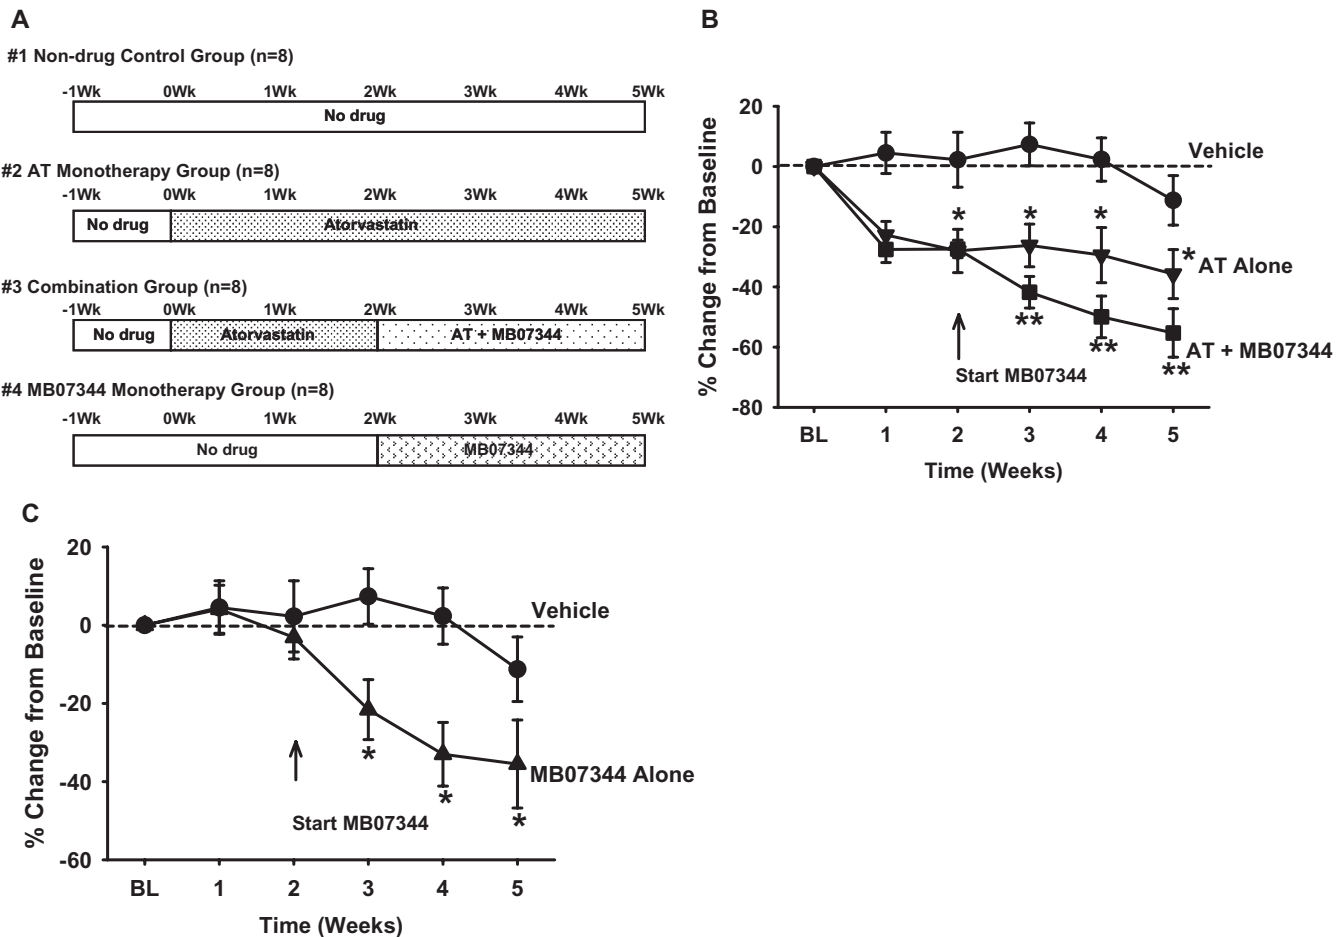 A
#1 Non-drug Control Group (n=8)
-1Wk 0Wk 1Wk 2Wk 3Wk 4Wk 5Wk
No drug
#2 AT Monotherapy Group (n=8)
-1Wk 0Wk 1Wk 2Wk 3Wk 4Wk 5Wk
No drug Atorvastatin
#3 Combination Group (n=8)
-1Wk 0Wk 1Wk 2Wk 3Wk 4Wk 5Wk
No drug Atorvastatin AT + MB07344
#4 MB07344 Monotherapy Group (n=8)
-1Wk 0Wk 1Wk 2Wk 3Wk 4Wk 5Wk
No drug MB07344
B
% Change from Baseline
20
0
-20
-40
-60
-80
Vehicle
* * *
* AT Alone
** ** **
AT + MB07344
Start MB07344
BL 1 2 3 4 5
Time (Weeks)
C
% Change from Baseline
20
0
-20
-40
-60
Vehicle
MB07344 Alone
* * *
Start MB07344
BL 1 2 3 4 5
Time (Weeks)